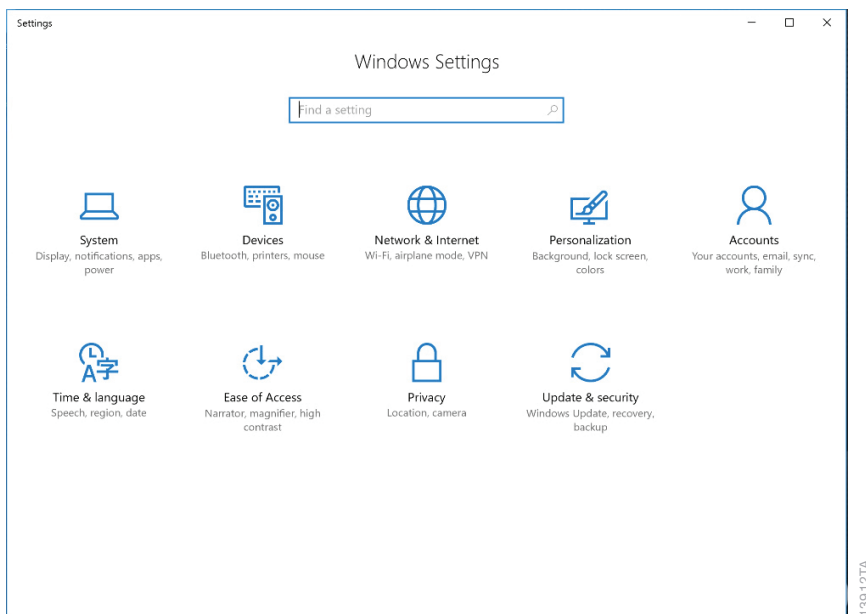 Settings
Windows Settings
Find a setting
System
Display, notifications, apps,
power
Devices
Bluetooth, printers, mouse
Network & Internet
Wi-Fi, airplane mode, VPN
Personalization
Background, lock screen,
colors
Accounts
Your accounts, email, sync,
work, family
A字
Time & language
Speech, region, date
Ease of Access
Narrator, magnifier, high
contrast
Privacy
Location, camera
Update & security
Windows Update, recovery,
backup